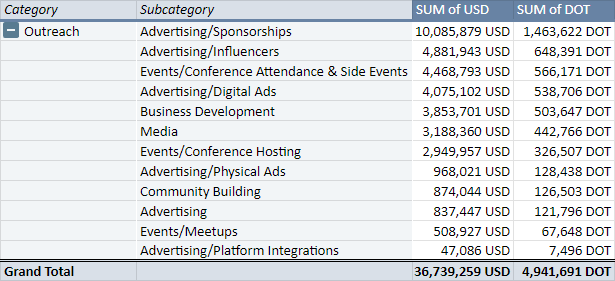 Category Subcategory SUM of USD SUM of DOT
Outreach Advertising/Sponsorships 10,085,879 USD 1,463,622 DOT
Advertising/Influencers 4,881,943 USD 648,391 DOT
Events/Conference Attendance & Side Events 4,468,793 USD 566,171 DOT
Advertising/Digital Ads 4,075,102 USD 538,706 DOT
Business Development 3,853,701 USD 503,647 DOT
Media 3,188,360 USD 442,766 DOT
Events/Conference Hosting 2,949,957 USD 326,507 DOT
Advertising/Physical Ads 968,021 USD 128,438 DOT
Community Building 874,044 USD 126,503 DOT
Advertising 837,447 USD 121,796 DOT
Events/Meetups 508,927 USD 67,648 DOT
Advertising/Platform Integrations 47,086 USD 7,496 DOT
Grand Total 36,739,259 USD 4,941,691 DOT